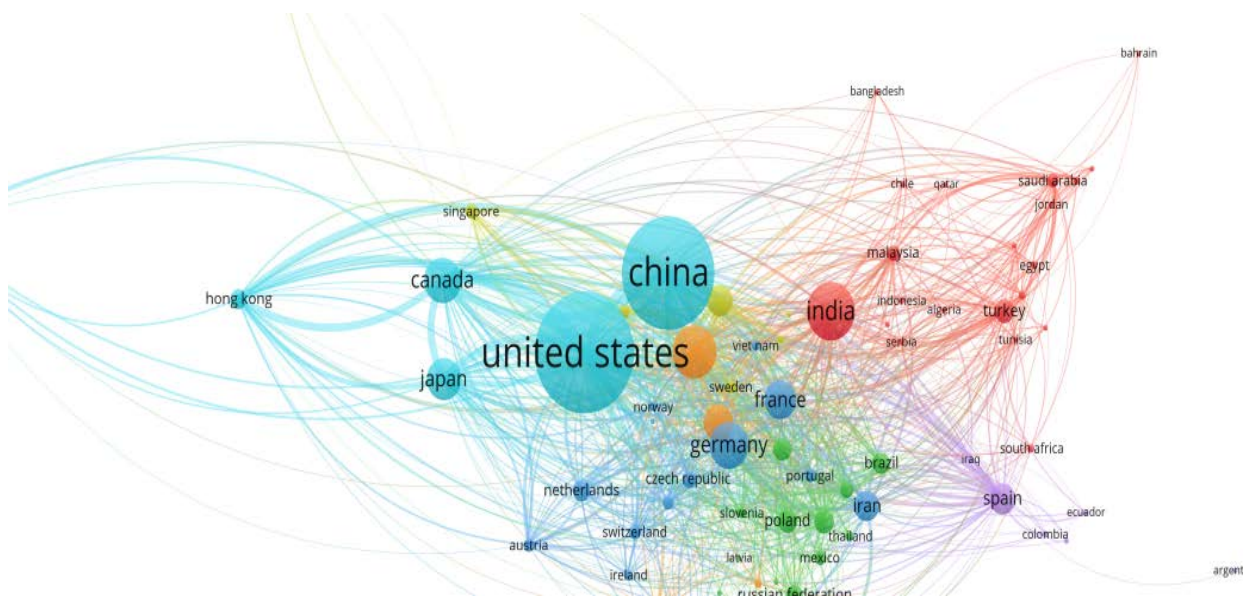 bahrain
bangladesh
chile
qatar
saudi arabia
jordan
singapore
malaysia
egypt
china
canada
hong kong
indonesia
algeria
india
turkey
serbia
tunisia
viet nam
united states
japan
sweden
france
norway
germany
south africa
iraq
brazil
czech republic
portugal
netherlands
spain
iran
slovenia
poland
ecuador
switzerland
thailand
colombia
austria
lawia
mexico
ireland
argent
russian federation